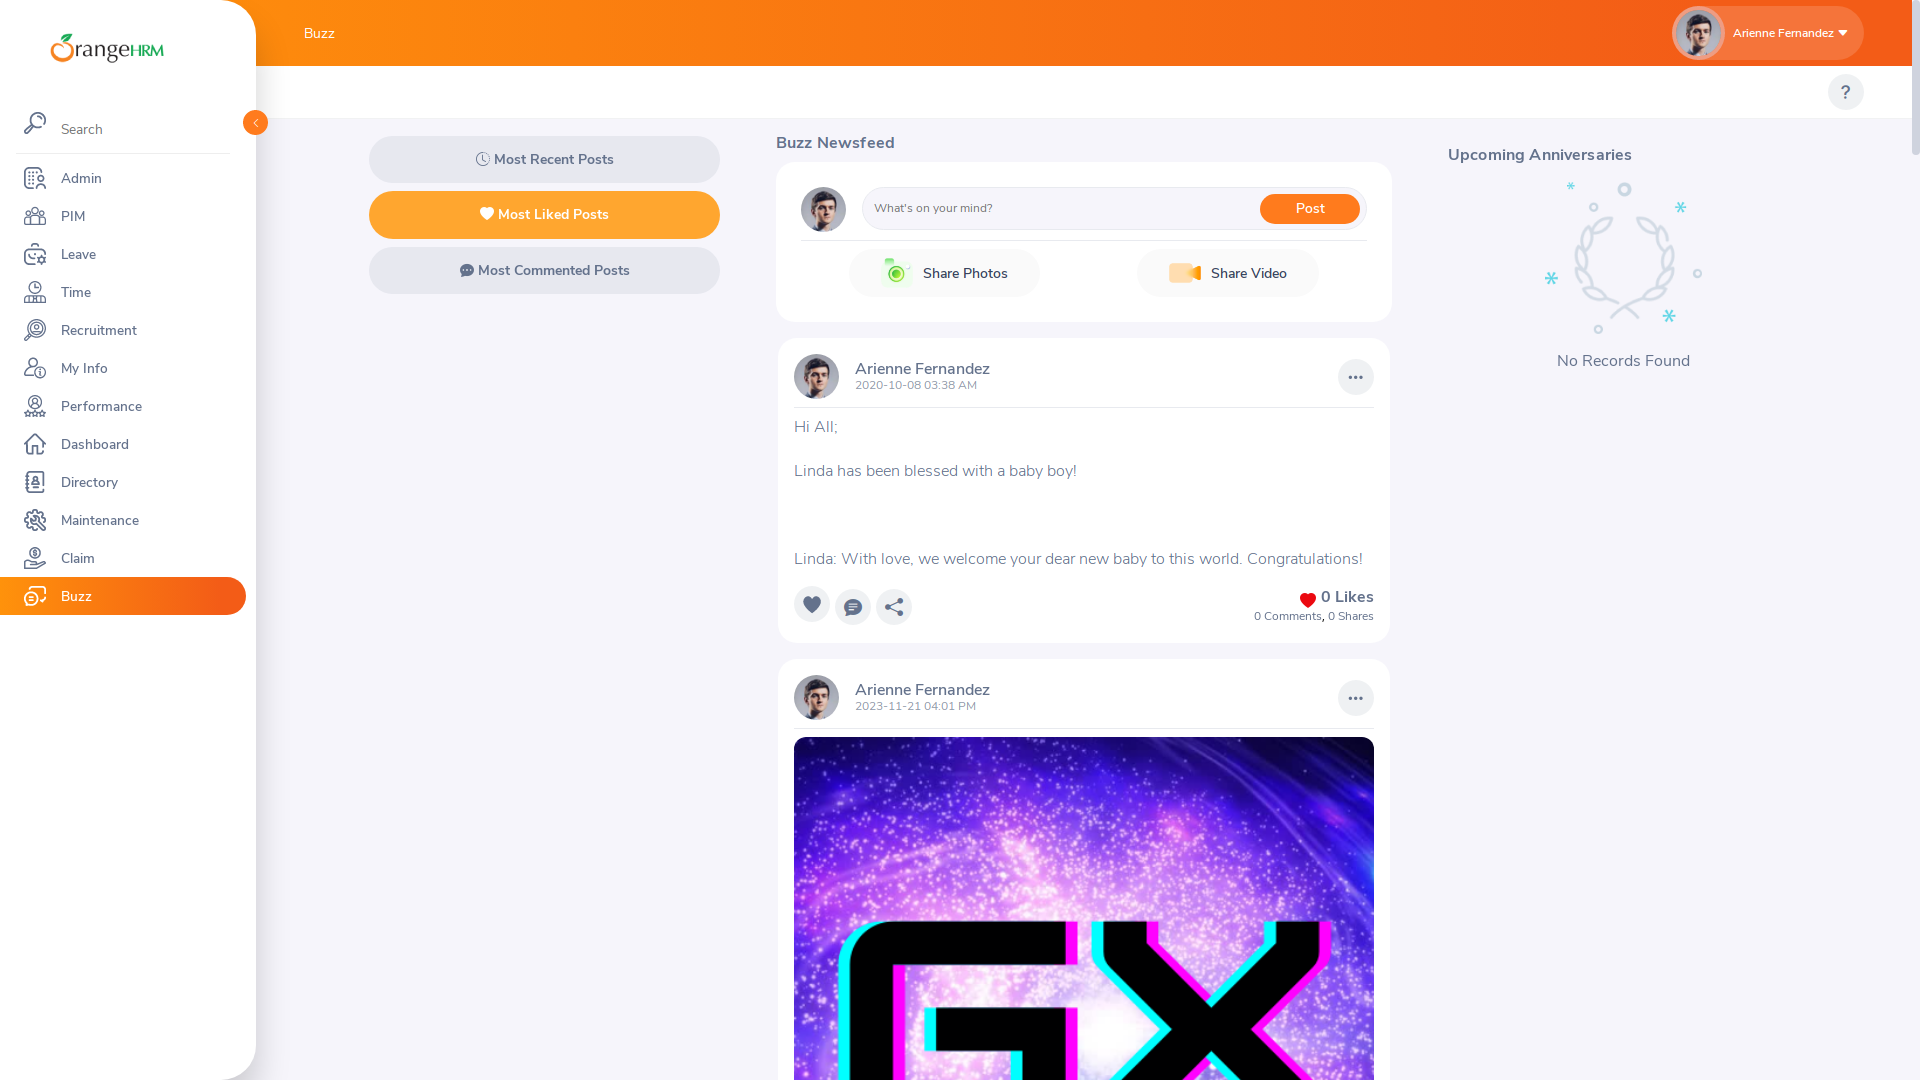 OrangeHRM
Search
Admin
PIM
Leave
Time
Recruitment
My Info
Performance
Dashboard
Directory
Maintenance
Claim
Buzz
Buzz
Arienne Fernandez
?
Most Recent Posts
Most Liked Posts
Most Commented Posts
Buzz Newsfeed
What's on your mind?
Post
Share Photos
Share Video
Arienne Fernandez
2020-10-08 03:38 AM
Hi All;
Linda has been blessed with a baby boy!
Linda: With love, we welcome your dear new baby to this world. Congratulations!
0 Likes
0 Comments, 0 Shares
Arienne Fernandez
2023-11-21 04:01 PM
GX
Upcoming Anniversaries
No Records Found